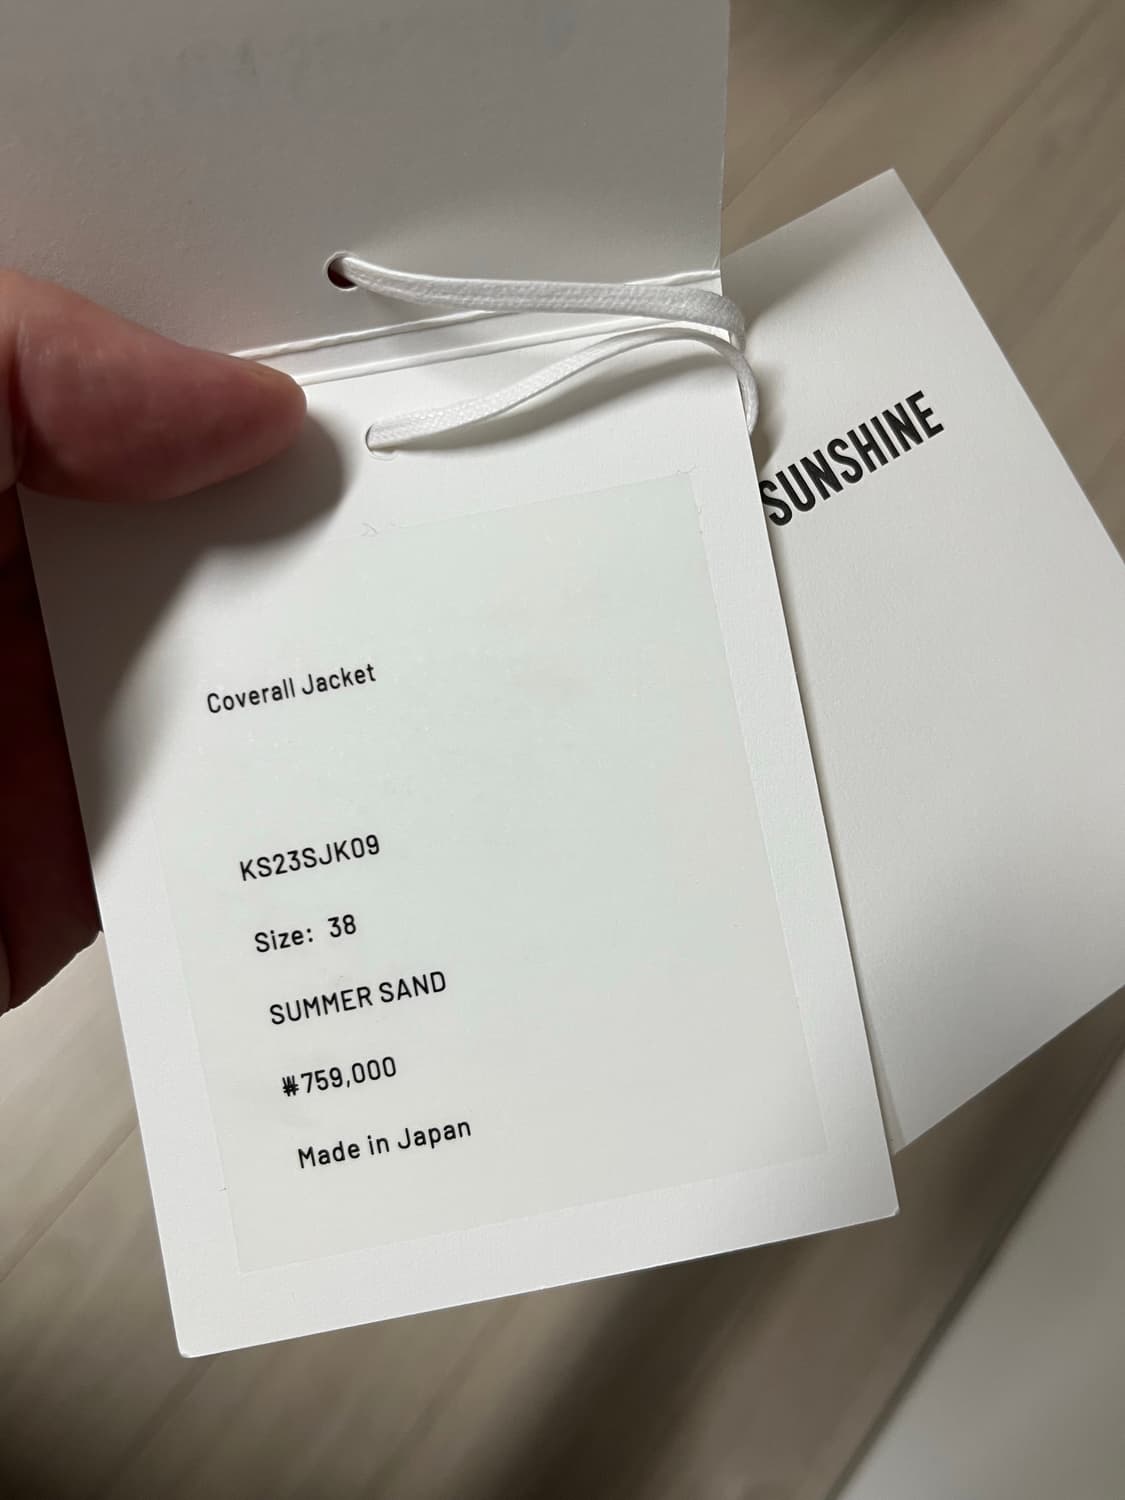 SUNSHINE
Coverall Jacket
KS23SJK09
Size: 38
SUMMER SAND
₩759,000
Made in Japan